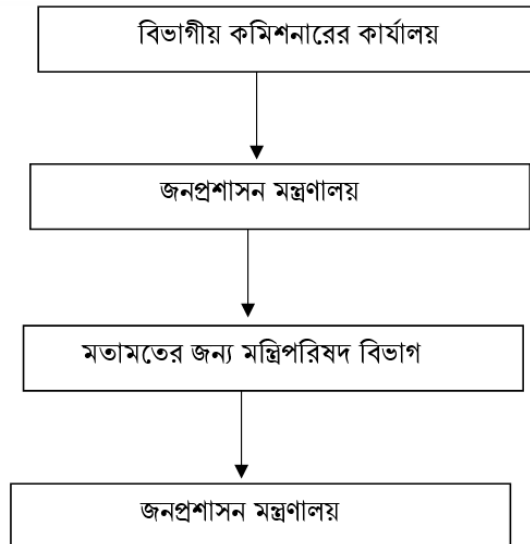 বিভাগীয় কমিশনারের কার্যালয়
জনপ্রশাসন মন্ত্রণালয়
মতামতের জন্য মন্ত্রিপরিষদ বিভাগ
জনপ্রশাসন মন্ত্রণালয়